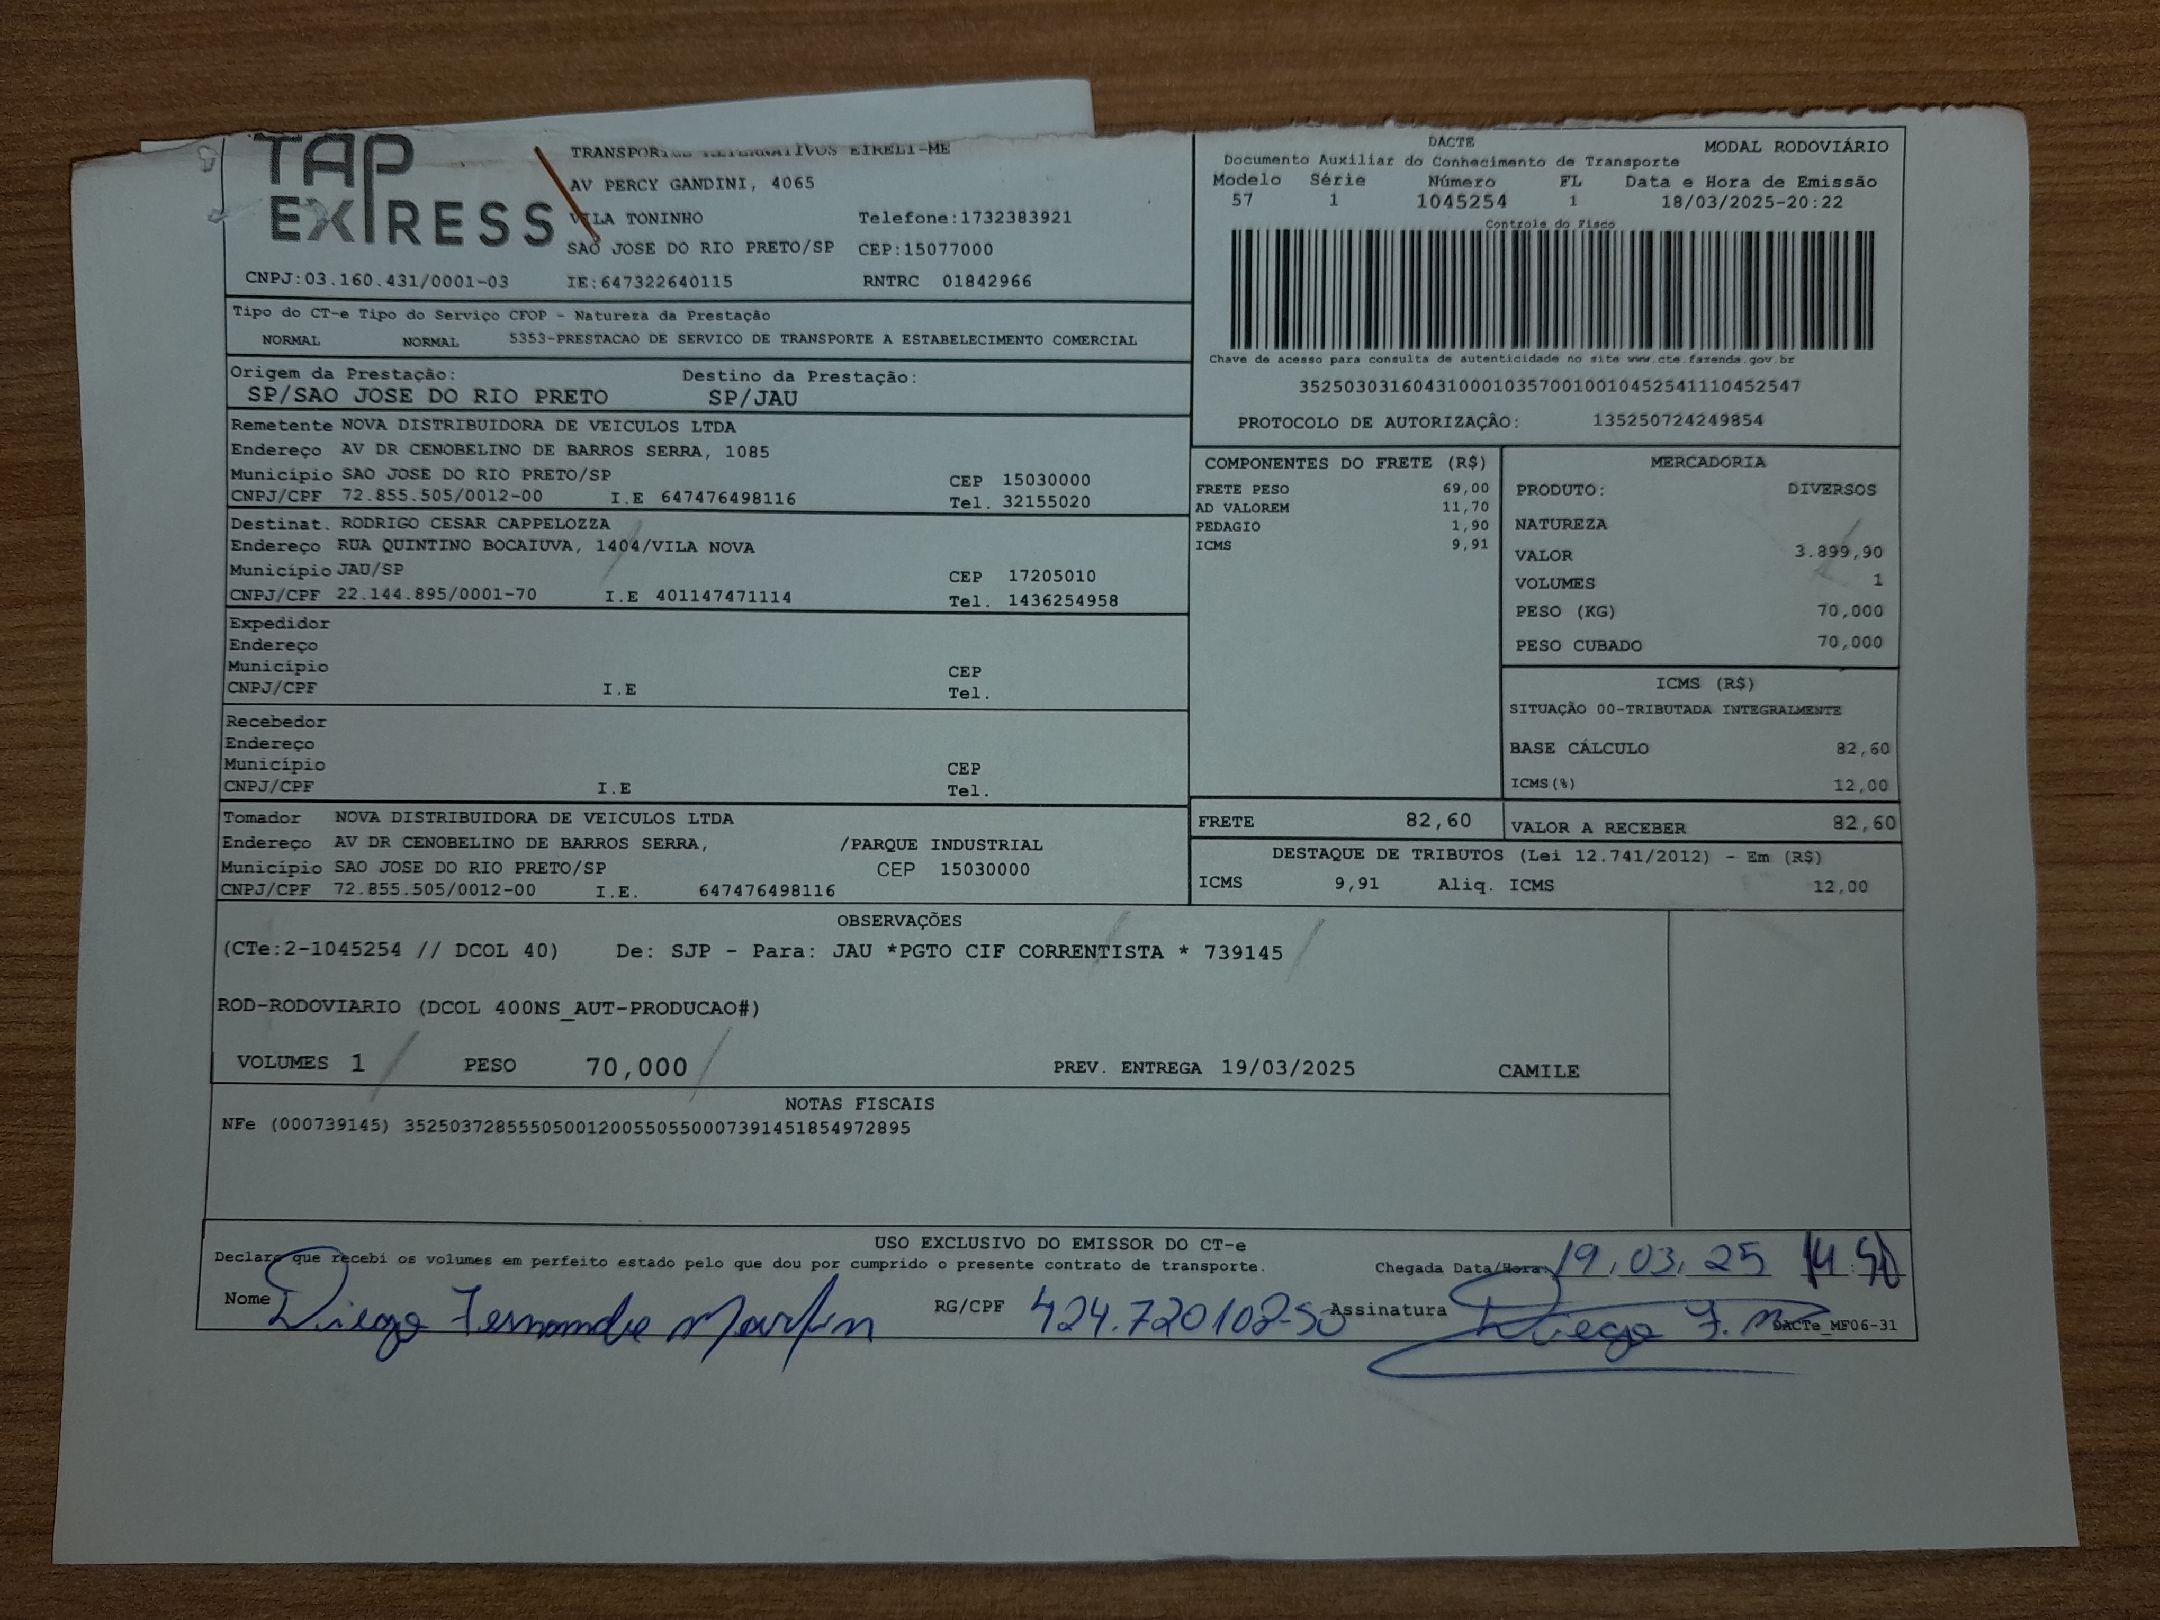 TAP
EXPRESS
EIRELI-ME
AV PERCY GANDINI, 4065
VILA TONINHO Telefone:1732383921
SAO JOSE DO RIO PRETO/SP CEP:15077000
CNPJ:03.160.431/0001-03 IE:647322640115 RNTRC 01842966
DACTE MODAL RODOVIÁRIO
Documento Auxiliar do Conhecimento de Transporte
Modelo Série Número FL Data e Hora de Emissão
57 1 1045254 1 18/03/2025-20:22
Controle do Fisco
Chave de acesso para consulta de autenticidade no site www.cte.fazenda.gov.br
35250303160431000103570010010452541110452547
PROTOCOLO DE AUTORIZAÇÃO: 135250724249854
Tipo do CT-e Tipo do Serviço CFOP - Natureza da Prestação
NORMAL NORMAL 5353-PRESTACAO DE SERVICO DE TRANSPORTE A ESTABELECIMENTO COMERCIAL
Origem da Prestação: Destino da Prestação:
SP/SAO JOSE DO RIO PRETO SP/JAU
Remetente NOVA DISTRIBUIDORA DE VEICULOS LTDA
Endereço AV DR CENOBELINO DE BARROS SERRA, 1085
Município SAO JOSE DO RIO PRETO/SP CEP 15030000
CNPJ/CPF 72.855.505/0012-00 I.E 647476498116 Tel. 32155020
Destinat. RODRIGO CESAR CAPPELOZZA
Endereço RUA QUINTINO BOCAIUVA, 1404/VILA NOVA
Município JAU/SP CEP 17205010
CNPJ/CPF 22.144.895/0001-70 I.E 401147471114 Tel. 1436254958
Expedidor
Endereço
Município CEP
CNPJ/CPF I.E Tel.
Recebedor
Endereço
Município CEP
CNPJ/CPF I.E Tel.
Tomador NOVA DISTRIBUIDORA DE VEICULOS LTDA
Endereço AV DR CENOBELINO DE BARROS SERRA, /PARQUE INDUSTRIAL
Município SAO JOSE DO RIO PRETO/SP CEP 15030000
CNPJ/CPF 72.855.505/0012-00 I.E. 647476498116
COMPONENTES DO FRETE (R$)
FRETE PESO 69,00
AD VALOREM 11,70
PEDAGIO 1,90
ICMS 9,91
MERCADORIA
PRODUTO: DIVERSOS
NATUREZA
VALOR 3.899,90
VOLUMES 1
PESO (KG) 70,000
PESO CUBADO 70,000
ICMS (R$)
SITUAÇÃO 00-TRIBUTADA INTEGRALMENTE
BASE CÁLCULO 82,60
ICMS(%) 12,00
FRETE 82,60 VALOR A RECEBER 82,60
DESTAQUE DE TRIBUTOS (Lei 12.741/2012) - Em (R$)
ICMS 9,91 Aliq. ICMS 12,00
OBSERVAÇÕES
(CTe:2-1045254 // DCOL 40) De: SJP - Para: JAU *PGTO CIF CORRENTISTA * 739145
ROD-RODOVIARIO (DCOL 400NS_AUT-PRODUCAO#)
VOLUMES 1 PESO 70,000 PREV. ENTREGA 19/03/2025 CAMILE
NOTAS FISCAIS
NFe (000739145) 35250372855505001200550550007391451854972895
USO EXCLUSIVO DO EMISSOR DO CT-e
Declaro que recebi os volumes em perfeito estado pelo que dou por cumprido o presente contrato de transporte.
Chegada Data/Hora 19.03.25
Nome Diego Fernando RG/CPF 424.720108-50 Assinatura Diego F. M
DACTe_MF06-31